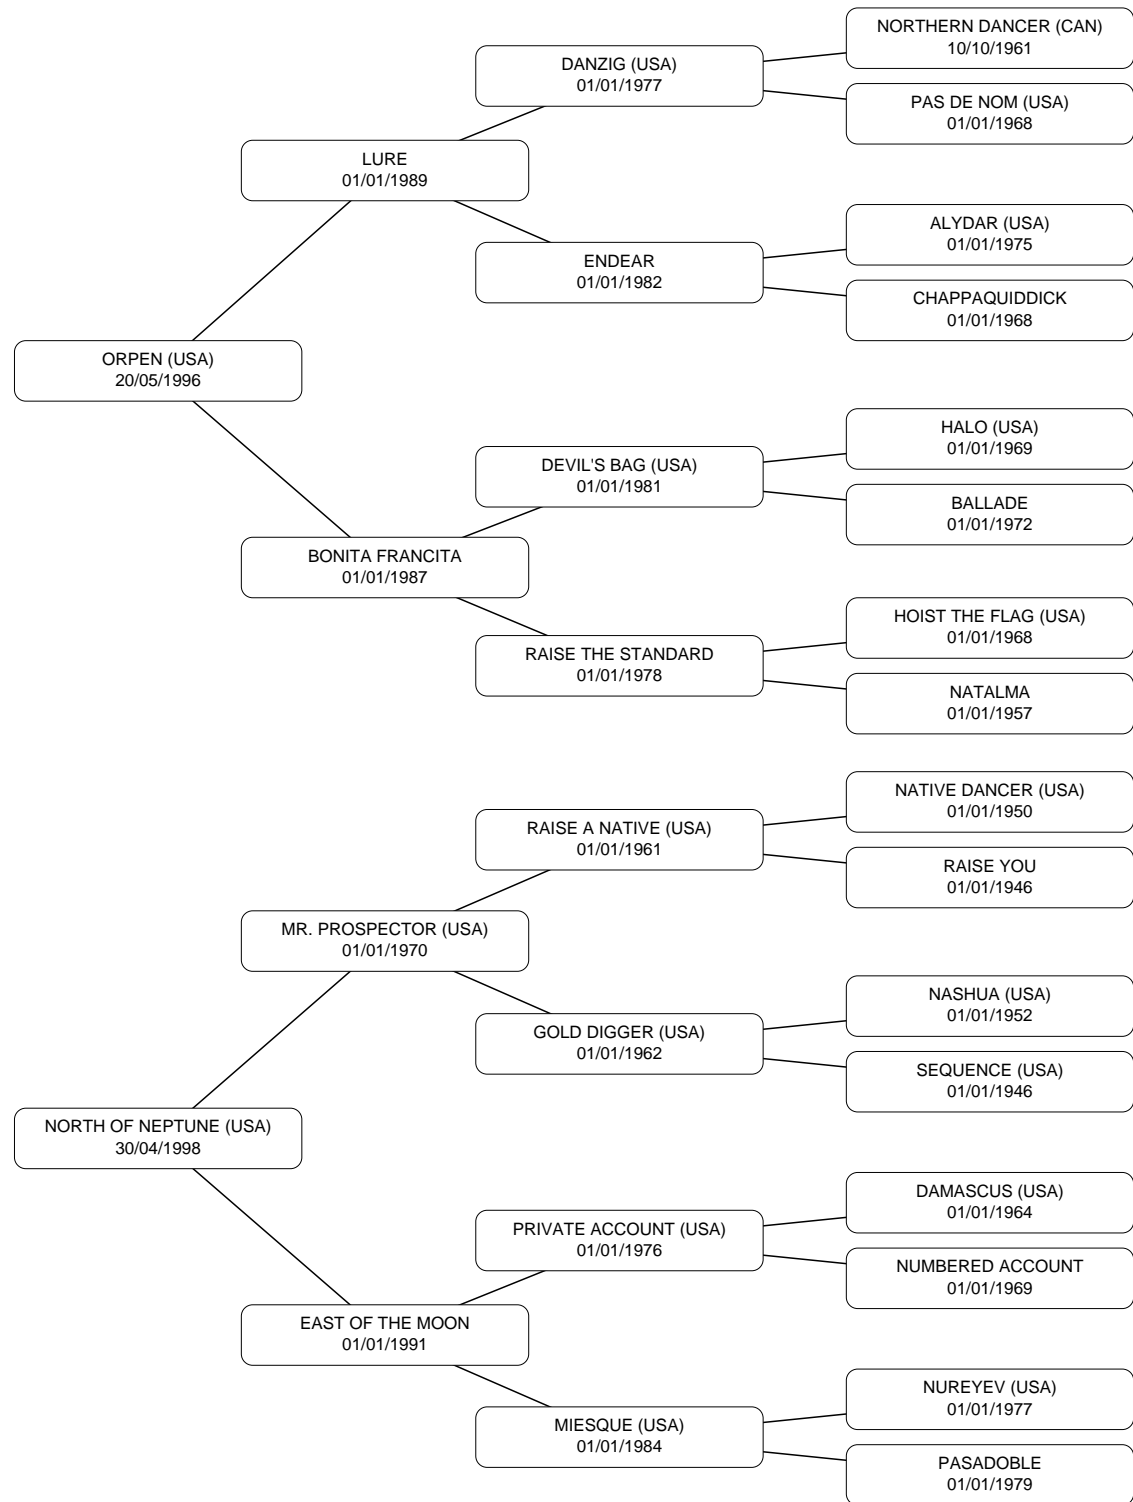 NORTHERN DANCER (CAN)
10/10/1961
DANZIG (USA)
01/01/1977
PAS DE NOM (USA)
01/01/1968
LURE
01/01/1989
ALYDAR (USA)
01/01/1975
ENDEAR
01/01/1982
CHAPPAQUIDDICK
01/01/1968
ORPEN (USA)
20/05/1996
HALO (USA)
01/01/1969
DEVIL'S BAG (USA)
01/01/1981
BALLADE
01/01/1972
BONITA FRANCITA
01/01/1987
HOIST THE FLAG (USA)
01/01/1968
RAISE THE STANDARD
01/01/1978
NATALMA
01/01/1957
NATIVE DANCER (USA)
01/01/1950
RAISE A NATIVE (USA)
01/01/1961
RAISE YOU
01/01/1946
MR. PROSPECTOR (USA)
01/01/1970
NASHUA (USA)
01/01/1952
GOLD DIGGER (USA)
01/01/1962
SEQUENCE (USA)
01/01/1946
NORTH OF NEPTUNE (USA)
30/04/1998
DAMASCUS (USA)
01/01/1964
PRIVATE ACCOUNT (USA)
01/01/1976
NUMBERED ACCOUNT
01/01/1969
EAST OF THE MOON
01/01/1991
NUREYEV (USA)
01/01/1977
MIESQUE (USA)
01/01/1984
PASADOBLE
01/01/1979